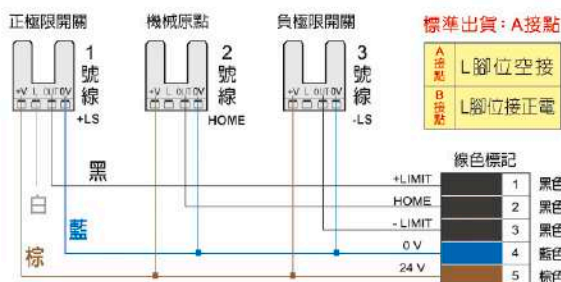 正極限開關
機械原點
負極限開關
標準出貨：A接點
+V L OUT 0V
+V L OUT 0V
+V L OUT 0V
1號線
+LS
2號線
HOME
3號線
-LS
A接點
L腳位空接
B接點
L腳位接正電
線色標記
黑
白
藍
棕
+LIMIT 1 黑色
HOME 2 黑色
- LIMIT 3 黑色
0 V 4 藍色
24 V 5 棕色